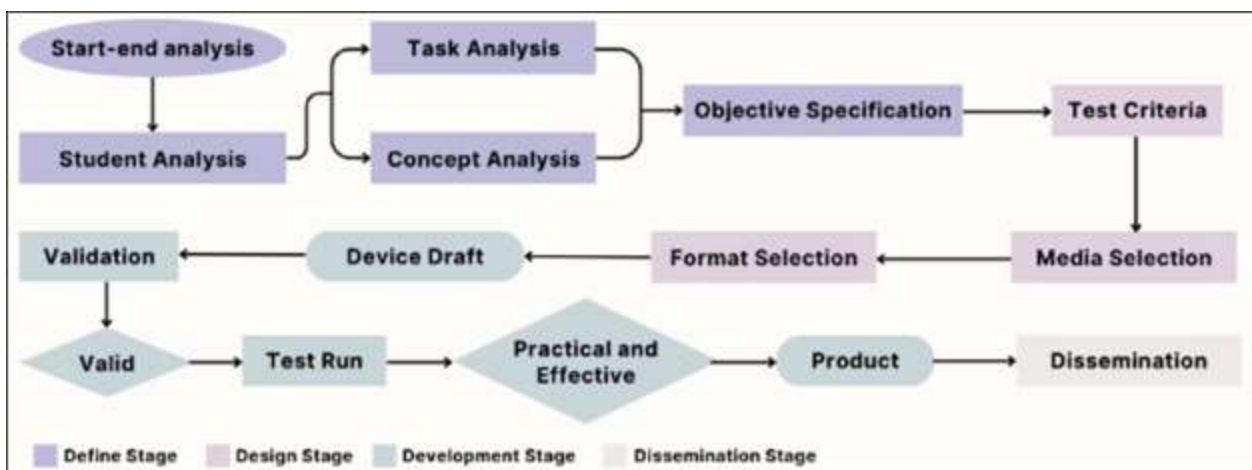 Start-end analysis
Task Analysis
Student Analysis
Concept Analysis
Objective Specification
Test Criteria
Validation
Device Draft
Format Selection
Media Selection
Valid
Test Run
Practical and
Effective
Product
Dissemination
Define Stage
Design Stage
Development Stage
Dissemination Stage